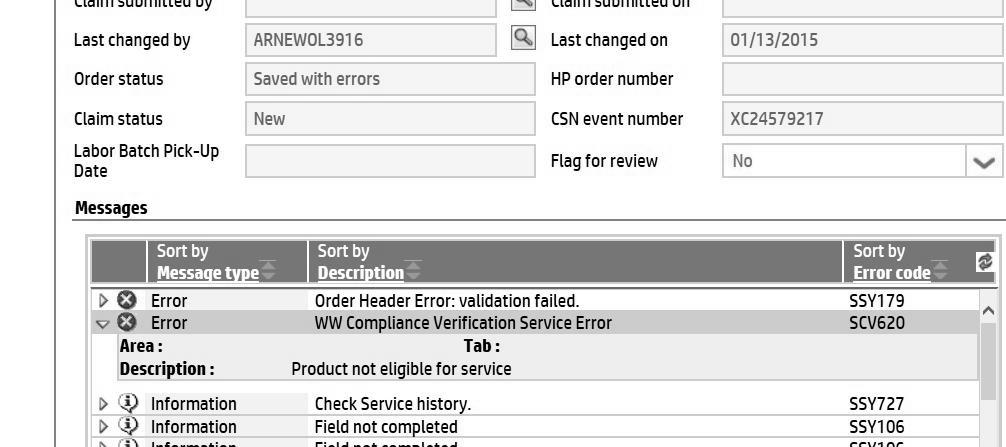 Claim submitted by Claim submitted on
Last changed by ARNEWOL3916 Last changed on 01/13/2015
Order status Saved with errors HP order number
Claim status New CSN event number XC24579217
Labor Batch Pick-Up Date Flag for review No
Messages
Sort by Sort by Sort by
Message type Description Error code
Error Order Header Error: validation failed. SSY179
Error WW Compliance Verification Service Error SCV620
Area : Tab :
Description : Product not eligible for service
Information Check Service history. SSY727
Information Field not completed SSY106
Information Field not completed SSY106